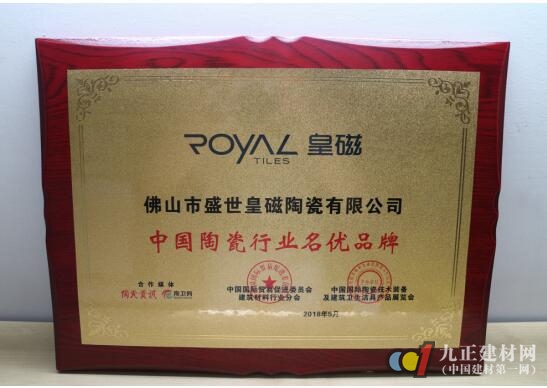 ROYAL 皇磁
TILES
佛山市盛世皇磁陶瓷有限公司
中国陶瓷行业名优品牌
合作媒体
陶瓷资讯 陶卫网
中国国际贸易促进委员会
建筑材料行业分会
中国国际陶瓷技术装备
及建筑卫生洁具产品展览会
2018年5月
九正建材网
(中国建材第一网)